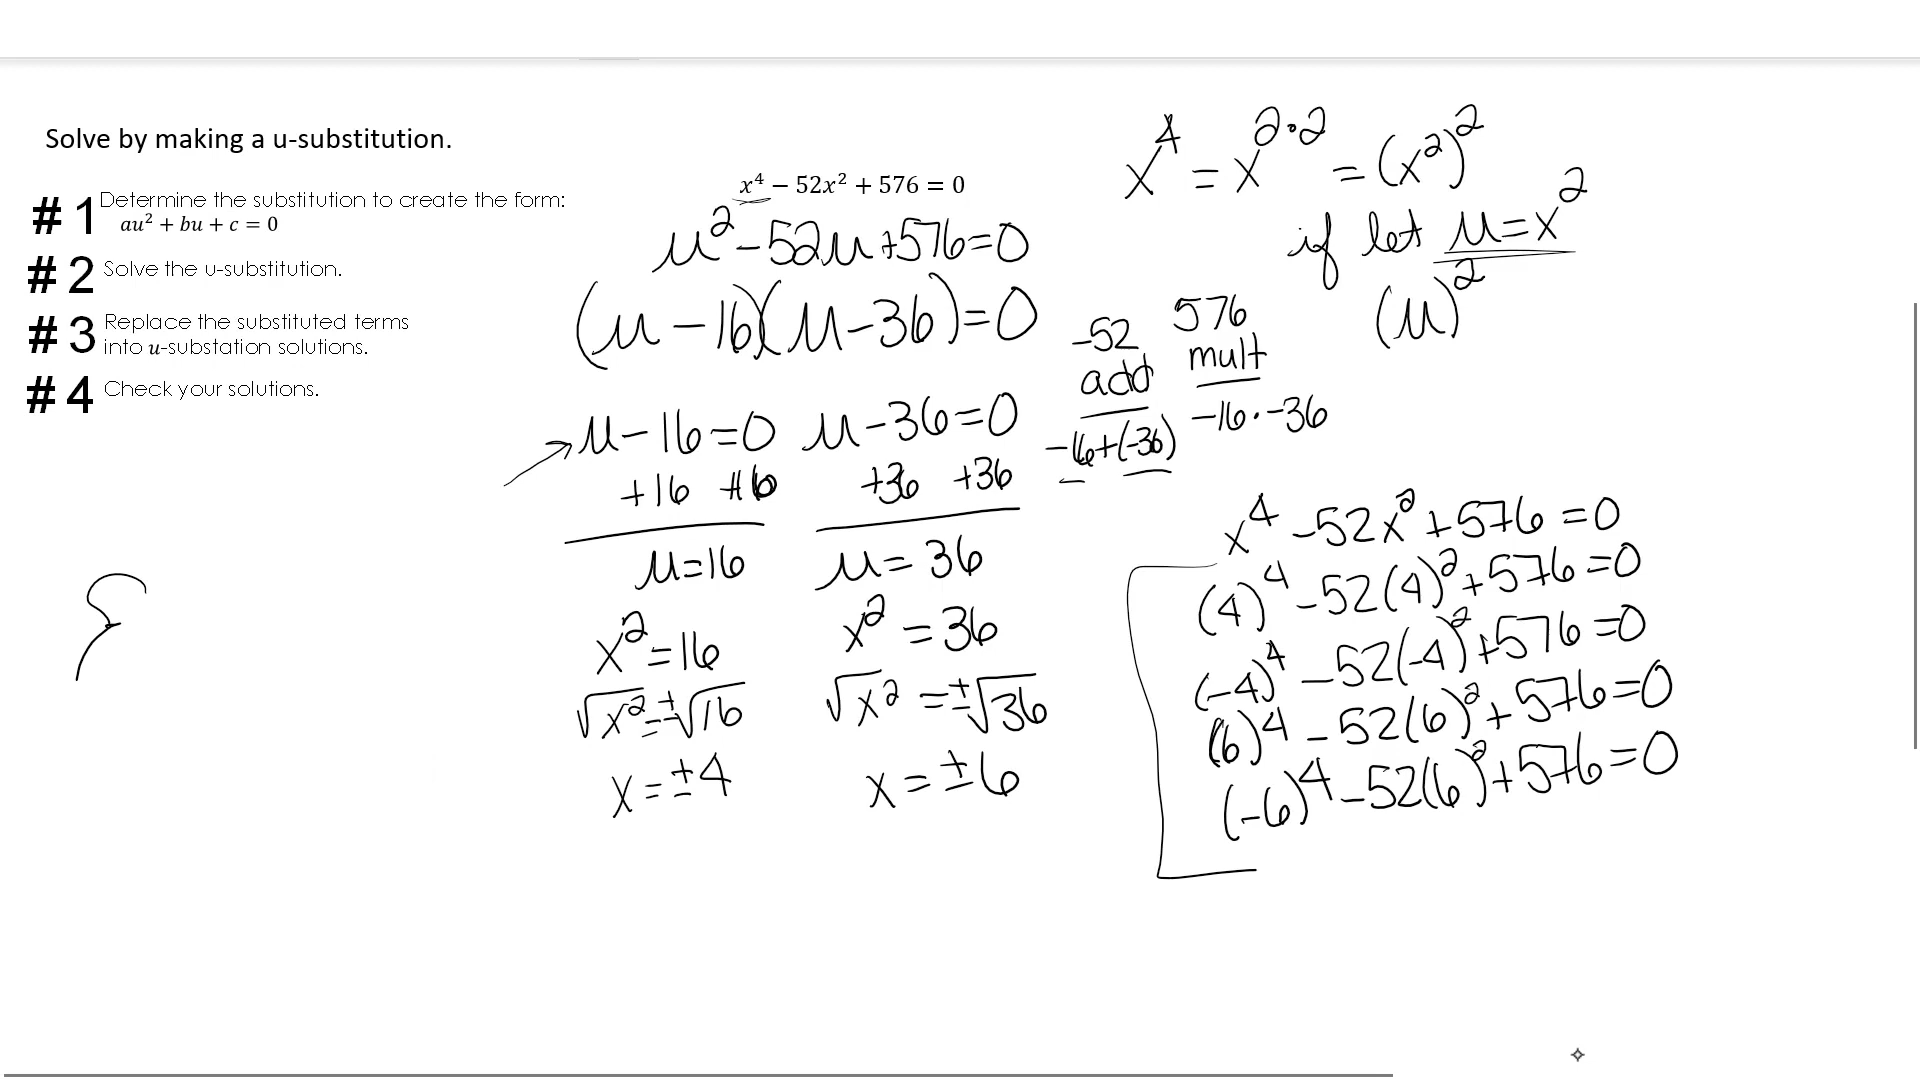 Solve by making a u-substitution.
#1 Determine the substitution to create the form:
au² + bu + c = 0
#2 Solve the u-substitution.
#3 Replace the substituted terms
into u-substation solutions.
#4 Check your solutions.
x⁴ − 52x² + 576 = 0
u² − 52u + 576 = 0
(u − 16)(u − 36) = 0
u − 16 = 0
+16 +16
u = 16
x² = 16
√x² = ±√16
x = ±4
u − 36 = 0
+36 +36
u = 36
x² = 36
√x² = ±√36
x = ±6
x⁴ = x²·² = (x²)²
if let u = x²
(u)²
-52 576
add mult
-16+(-36) -16·-36
x⁴ − 52x² + 576 = 0
(4)⁴ − 52(4)² + 576 = 0
(-4)⁴ − 52(-4)² + 576 = 0
(6)⁴ − 52(6)² + 576 = 0
(-6)⁴ − 52(6)² + 576 = 0